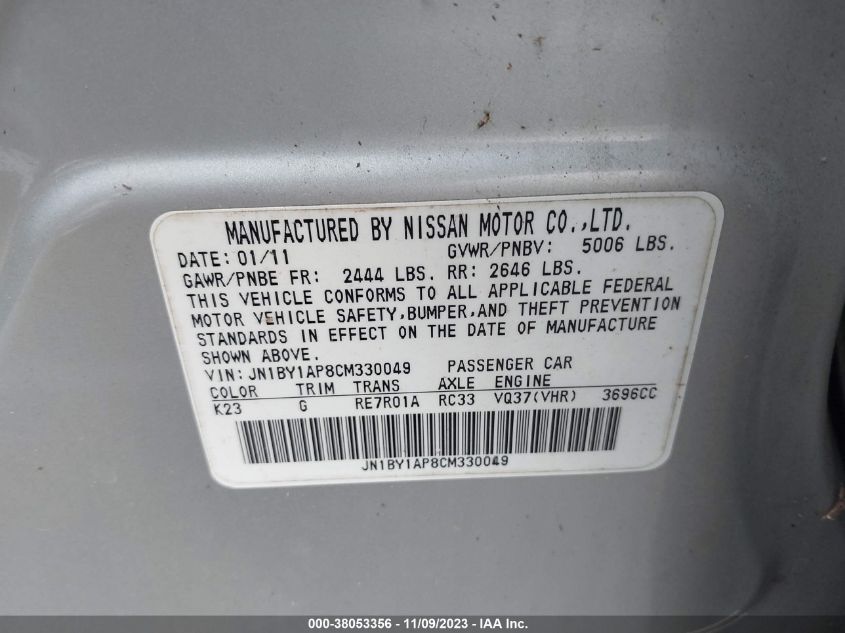 MANUFACTURED BY NISSAN MOTOR CO.,LTD.
DATE: 01/11 GVWR/PNBV: 5006 LBS.
GAWR/PNBE FR: 2444 LBS. RR: 2646 LBS.
THIS VEHICLE CONFORMS TO ALL APPLICABLE FEDERAL
MOTOR VEHICLE SAFETY,BUMPER,AND THEFT PREVENTION
STANDARDS IN EFFECT ON THE DATE OF MANUFACTURE
SHOWN ABOVE.
VIN: JN1BY1AP8CM330049 PASSENGER CAR
COLOR TRIM TRANS AXLE ENGINE
K23 G RE7R01A RC33 VQ37(VHR) 3696CC
JN1BY1AP8CM330049
000-38053356 - 11/09/2023 - IAA Inc.